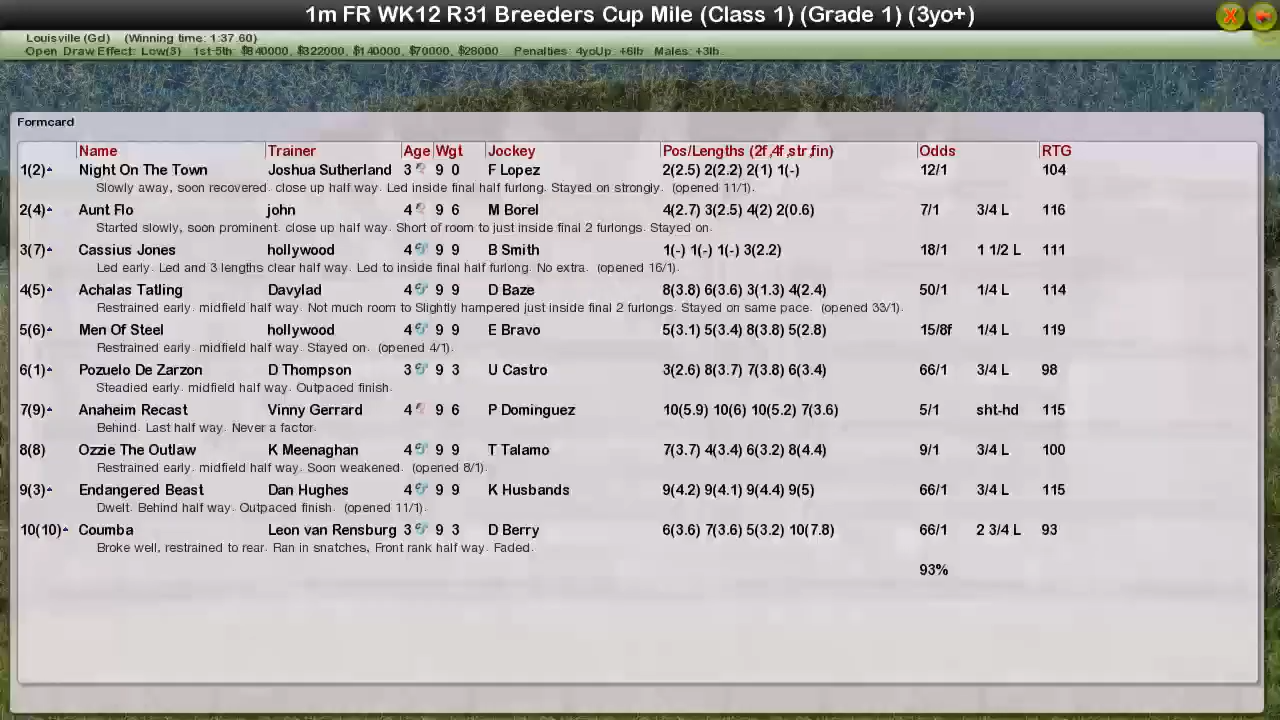 1m FR WK12 R31 Breeders Cup Mile (Class 1) (Grade 1) (3yo+)
Louisville (Gd) (Winning time: 1:37.60)
Open Draw Effect: Low(3) 1st-5th: $840000, $322000, $140000, $70000, $28000 Penalties: 4yoUp: +6lb Males: +3lb
Formcard
Name Trainer Age Wgt Jockey Pos/Lengths (2f,4f,str,fin) Odds RTG
1(2) Night On The Town Joshua Sutherland 3 9 0 F Lopez 2(2.5) 2(2.2) 2(1) 1(-) 12/1 104
Slowly away, soon recovered. close up half way. Led inside final half furlong. Stayed on strongly. (opened 11/1).
2(4) Aunt Flo john 4 9 6 M Borel 4(2.7) 3(2.5) 4(2) 2(0.6) 7/1 3/4 L 116
Started slowly, soon prominent. close up half way. Short of room to just inside final 2 furlongs. Stayed on.
3(7) Cassius Jones hollywood 4 9 9 B Smith 1(-) 1(-) 1(-) 3(2.2) 18/1 1 1/2 L 111
Led early. Led and 3 lengths clear half way. Led to inside final half furlong. No extra. (opened 16/1).
4(5) Achalas Tatling Davylad 4 9 9 D Baze 8(3.8) 6(3.6) 3(1.3) 4(2.4) 50/1 1/4 L 114
Restrained early. midfield half way. Not much room to Slightly hampered just inside final 2 furlongs. Stayed on same pace. (opened 33/1).
5(6) Men Of Steel hollywood 4 9 9 E Bravo 5(3.1) 5(3.4) 8(3.8) 5(2.8) 15/8f 1/4 L 119
Restrained early. midfield half way. Stayed on. (opened 4/1).
6(1) Pozuelo De Zarzon D Thompson 3 9 3 U Castro 3(2.6) 8(3.7) 7(3.8) 6(3.4) 66/1 3/4 L 98
Steadied early. midfield half way. Outpaced finish.
7(9) Anaheim Recast Vinny Gerrard 4 9 6 P Dominguez 10(5.9) 10(6) 10(5.2) 7(3.6) 5/1 sht-hd 115
Behind. Last half way. Never a factor.
8(8) Ozzie The Outlaw K Meenaghan 4 9 9 T Talamo 7(3.7) 4(3.4) 6(3.2) 8(4.4) 9/1 3/4 L 100
Restrained early. midfield half way. Soon weakened. (opened 8/1).
9(3) Endangered Beast Dan Hughes 4 9 9 K Husbands 9(4.2) 9(4.1) 9(4.4) 9(5) 66/1 3/4 L 115
Dwelt. Behind half way. Outpaced finish. (opened 11/1).
10(10) Coumba Leon van Rensburg 3 9 3 D Berry 6(3.6) 7(3.6) 5(3.2) 10(7.8) 66/1 2 3/4 L 93
Broke well, restrained to rear. Ran in snatches, Front rank half way. Faded.
93%